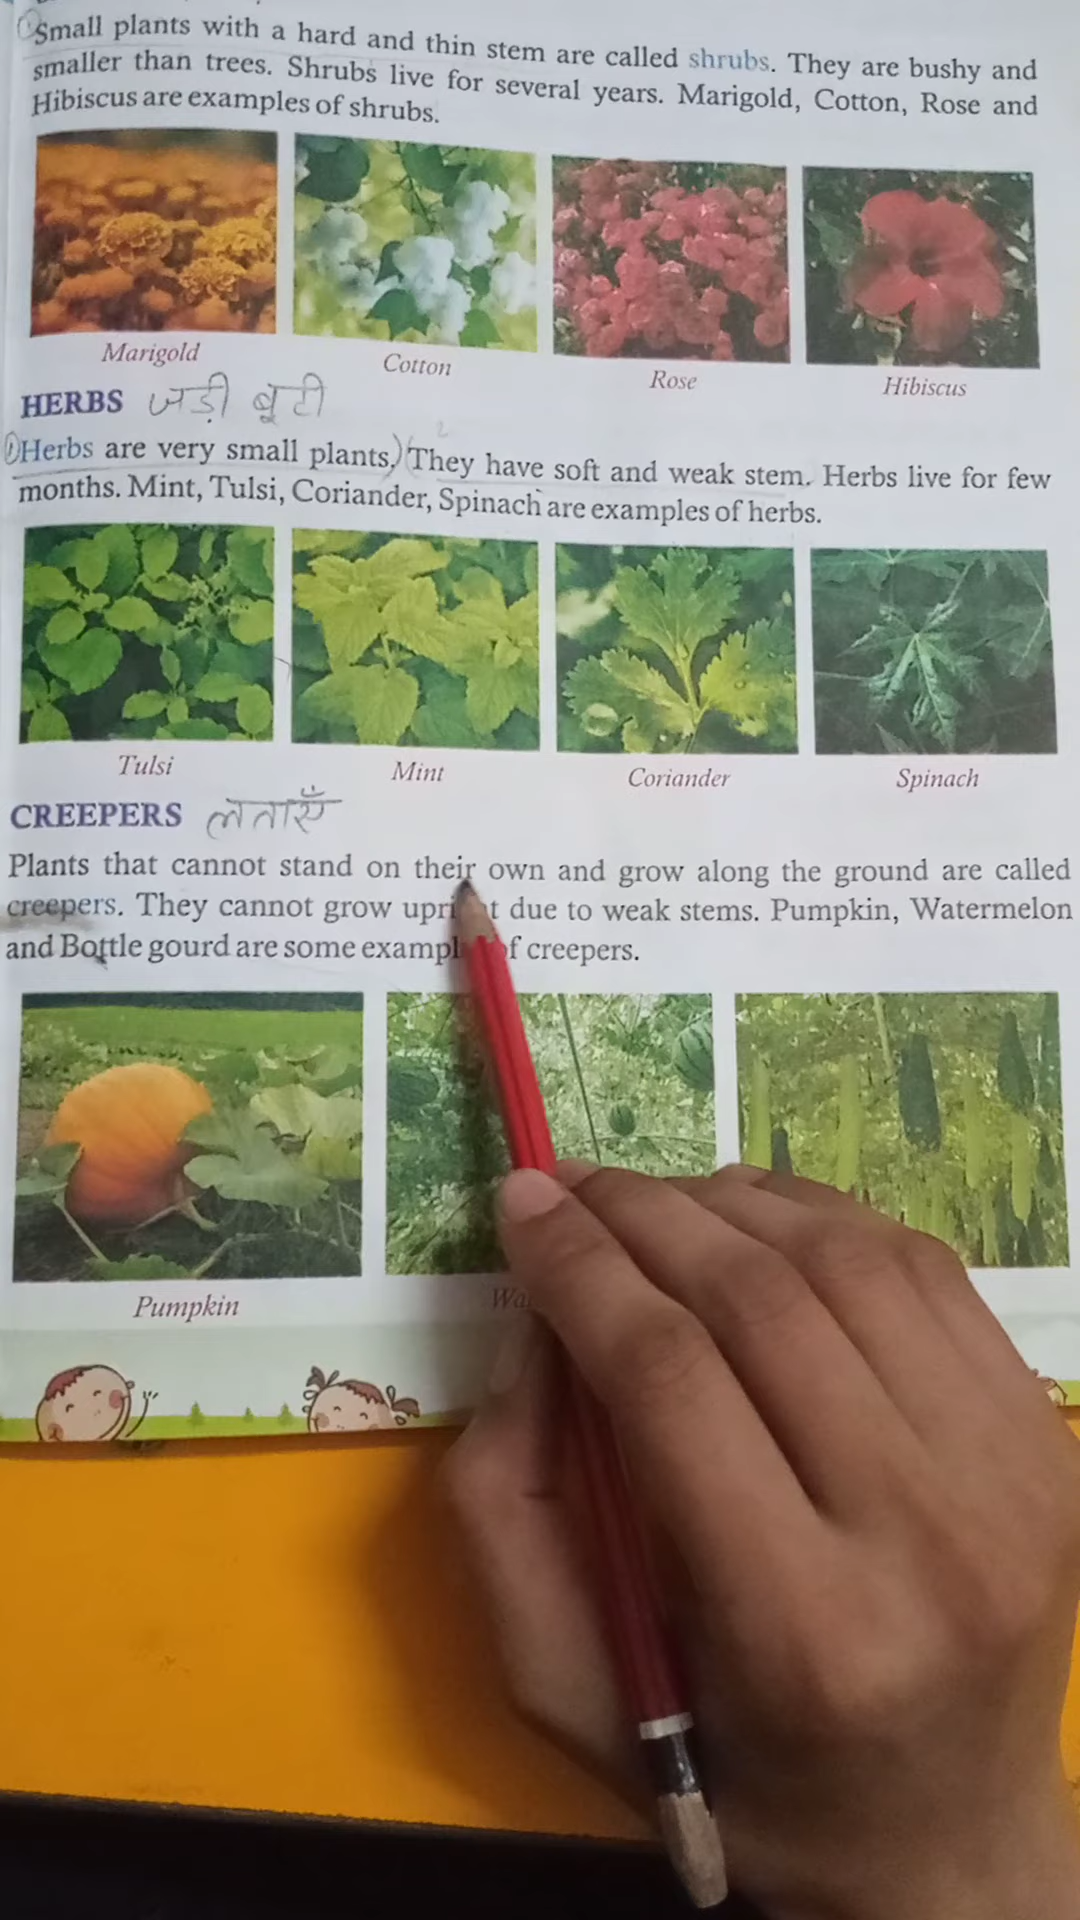 Small plants with a hard and thin stem are called shrubs. They are bushy and
smaller than trees. Shrubs live for several years. Marigold, Cotton, Rose and
Hibiscus are examples of shrubs.
Marigold
Cotton
Rose
Hibiscus
HERBS जड़ी बूटी
Herbs are very small plants. They have soft and weak stem. Herbs live for few
months. Mint, Tulsi, Coriander, Spinach are examples of herbs.
Tulsi
Mint
Coriander
Spinach
CREEPERS लताएँ
Plants that cannot stand on their own and grow along the ground are called
creepers. They cannot grow due to weak stems. Pumpkin, Watermelon
and Bottle gourd are some of creepers.
Pumpkin